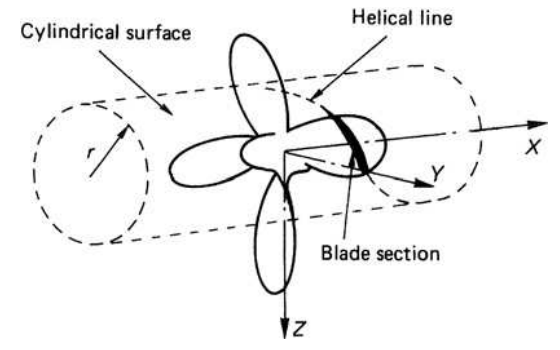 Helical line
Cylindrical surface
r
X
Y
Blade section
Z